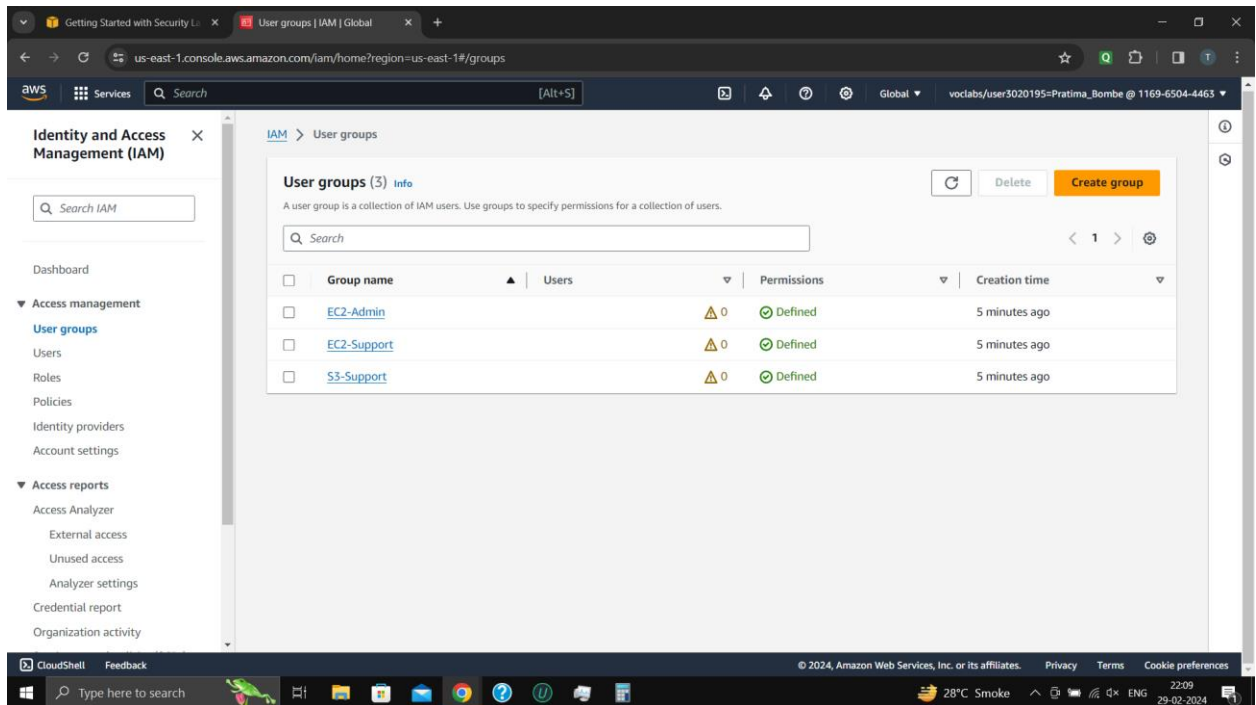 Getting Started with Security La
User groups | IAM | Global
us-east-1.console.aws.amazon.com/iam/home?region=us-east-1#/groups
Q
T
aws
Services
Search
[Alt+S]
Global
voclabs/user3020195=Pratima_Bombe @ 1169-6504-4463
Identity and Access
Management (IAM)
Search IAM
Dashboard
Access management
User groups
Users
Roles
Policies
Identity providers
Account settings
Access reports
Access Analyzer
External access
Unused access
Analyzer settings
Credential report
Organization activity
IAM > User groups
User groups (3) Info
Delete
Create group
A user group is a collection of IAM users. Use groups to specify permissions for a collection of users.
Search
1
Group name Users Permissions Creation time
EC2-Admin 0 Defined 5 minutes ago
EC2-Support 0 Defined 5 minutes ago
S3-Support 0 Defined 5 minutes ago
CloudShell Feedback
© 2024, Amazon Web Services, Inc. or its affiliates. Privacy Terms Cookie preferences
Type here to search
28°C Smoke
ENG
22:09
29-02-2024